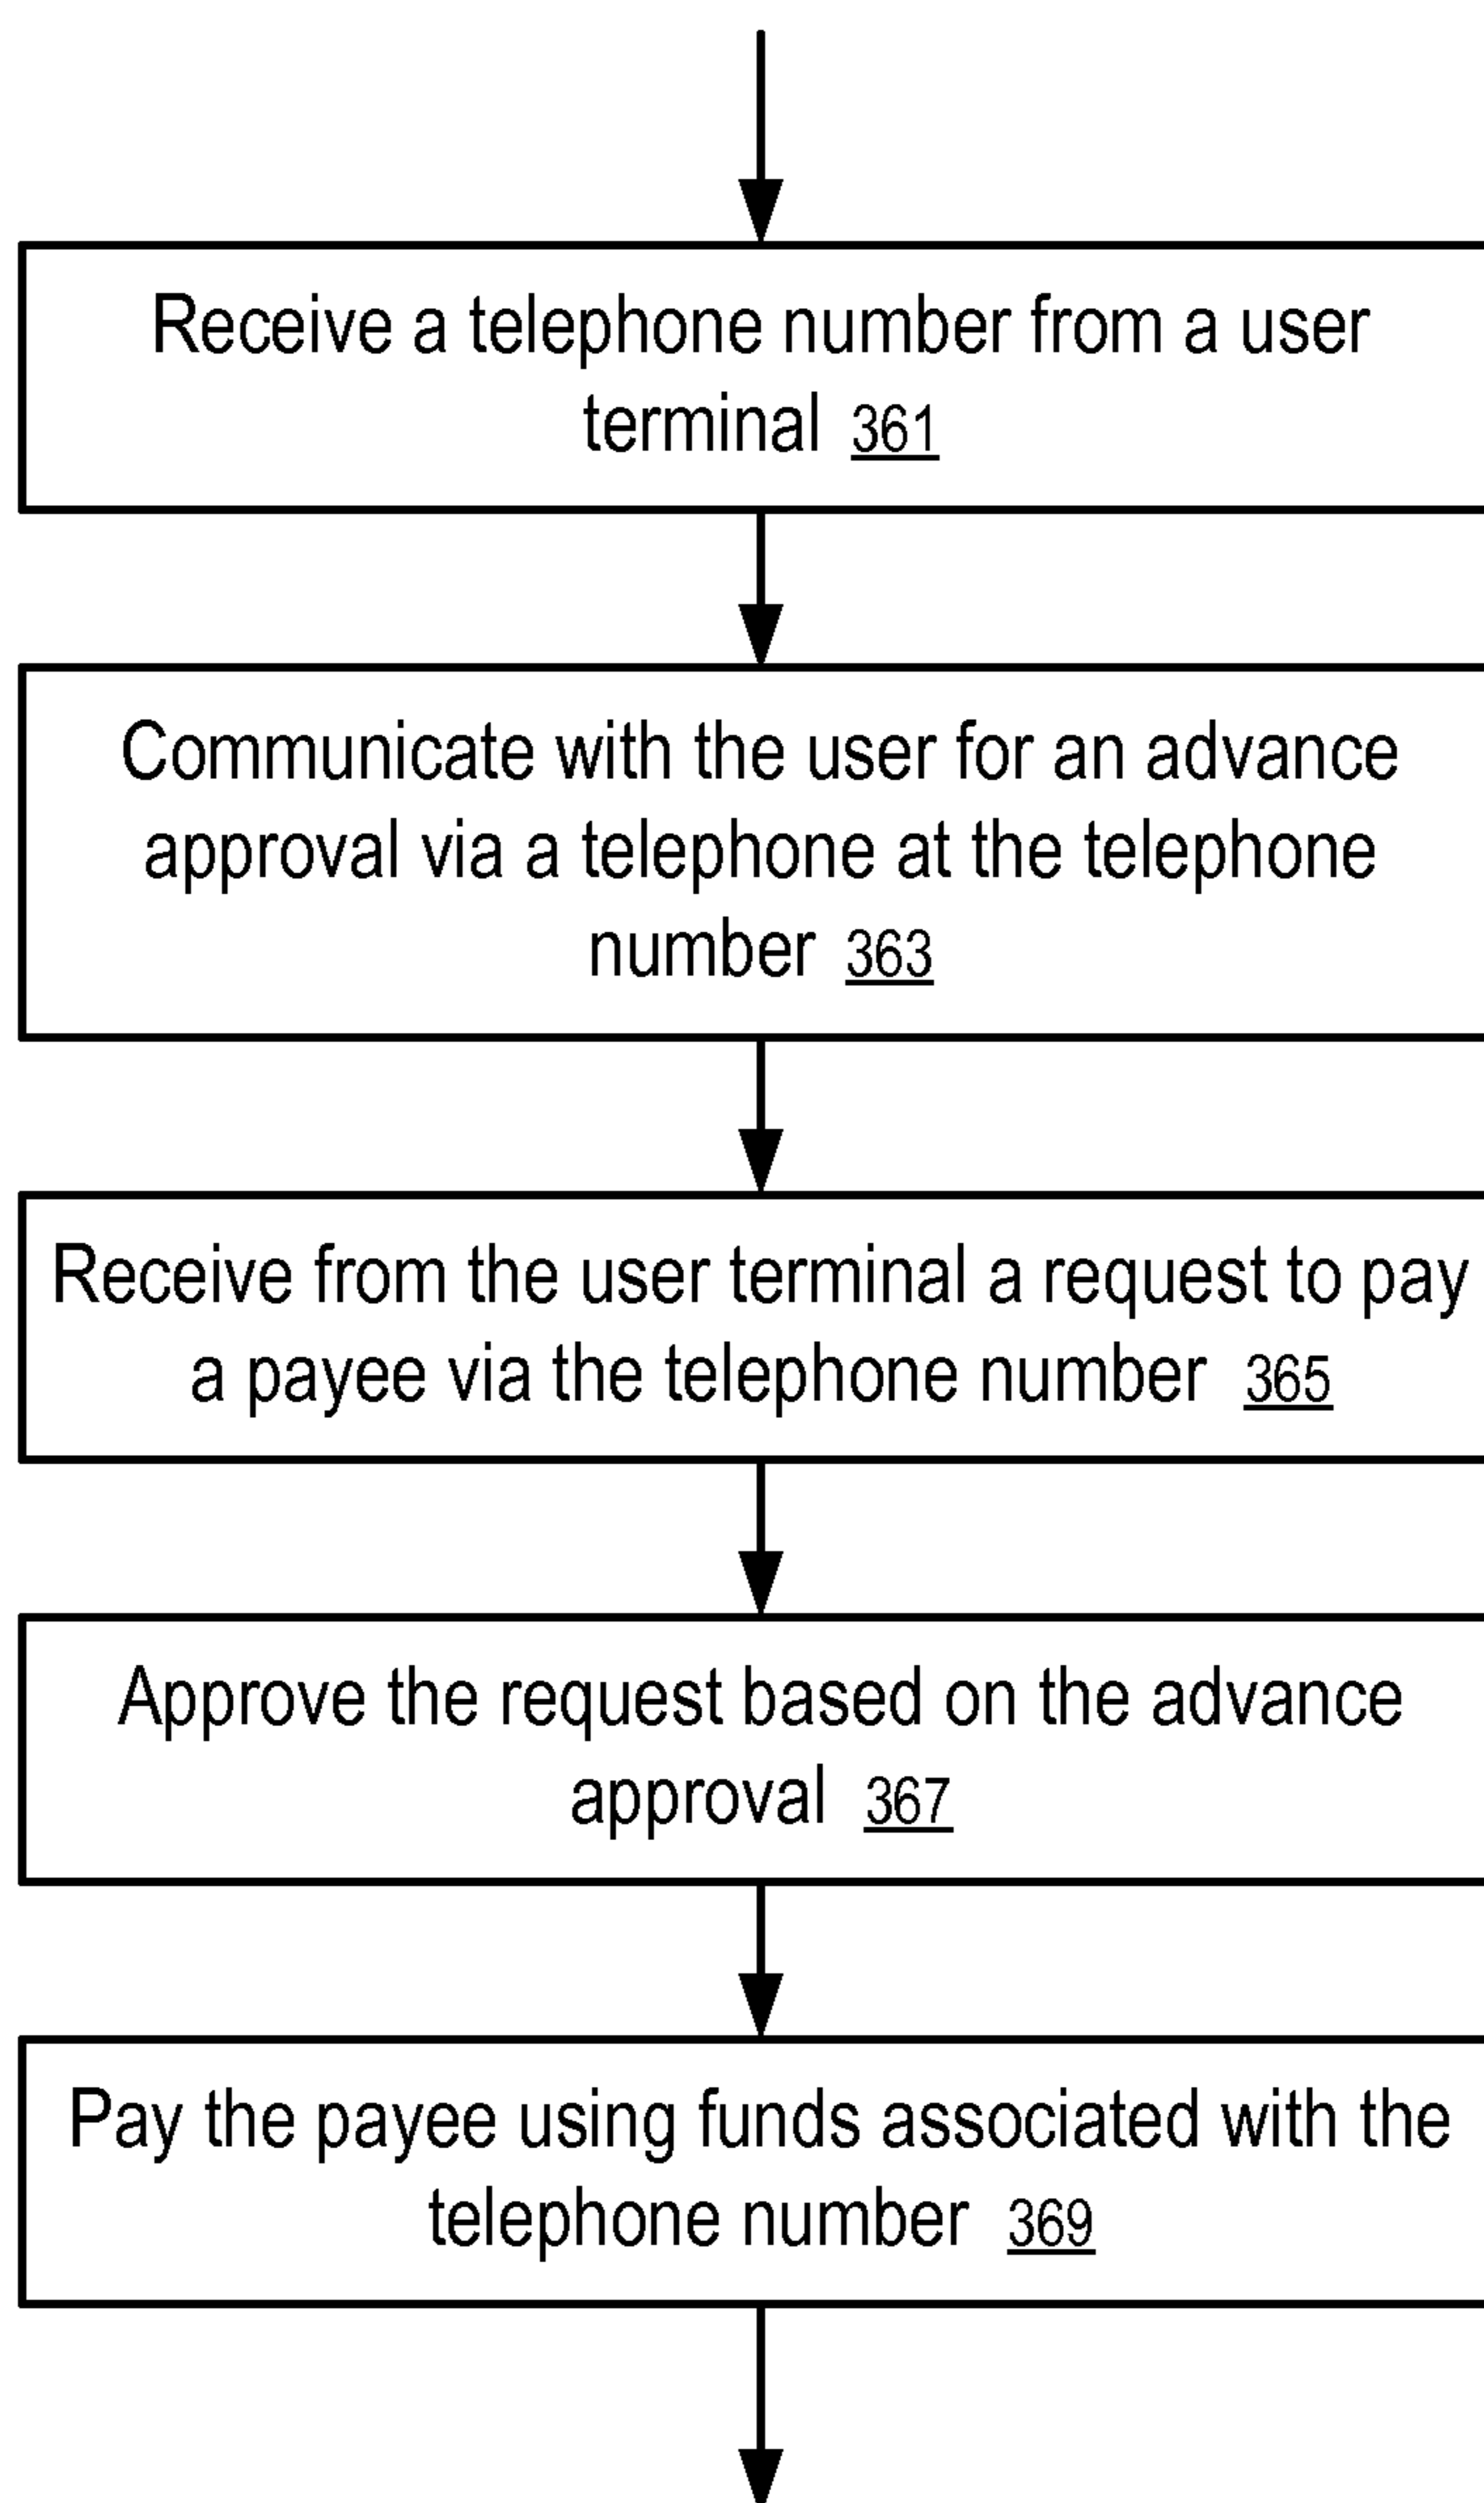 Receive a telephone number from a user
terminal 361
Communicate with the user for an advance
approval via a telephone at the telephone
number 363
Receive from the user terminal a request to pay
a payee via the telephone number 365
Approve the request based on the advance
approval 367
Pay the payee using funds associated with the
telephone number 369